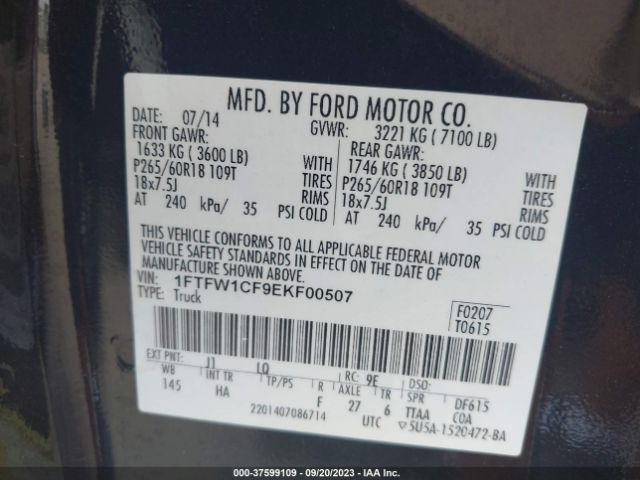 MFD. BY FORD MOTOR CO.
DATE: 07/14 GVWR: 3221 KG ( 7100 LB)
FRONT GAWR: REAR GAWR:
1633 KG ( 3600 LB) WITH 1746 KG ( 3850 LB) WITH
P265/60R18 109T TIRES P265/60R18 109T TIRES
18x7.5J RIMS 18x7.5J RIMS
AT 240 kPa/ 35 PSI COLD AT 240 kPa/ 35 PSI COLD
THIS VEHICLE CONFORMS TO ALL APPLICABLE FEDERAL MOTOR
VEHICLE SAFETY STANDARDS IN EFFECT ON THE DATE OF
MANUFACTURE SHOWN ABOVE.
VIN: 1FTFW1CF9EKF00507
TYPE: Truck
F0207
T0615
EXT PNT: J1 LQ RC: 9E DSO:
WB INT TR TP/PS R AXLE TR SPR DF615
145 HA F 27 6 TTAA COA
2201407086714 UTC ▽5U5A-1520472-BA
000-37599109 - 09/20/2023 - IAA